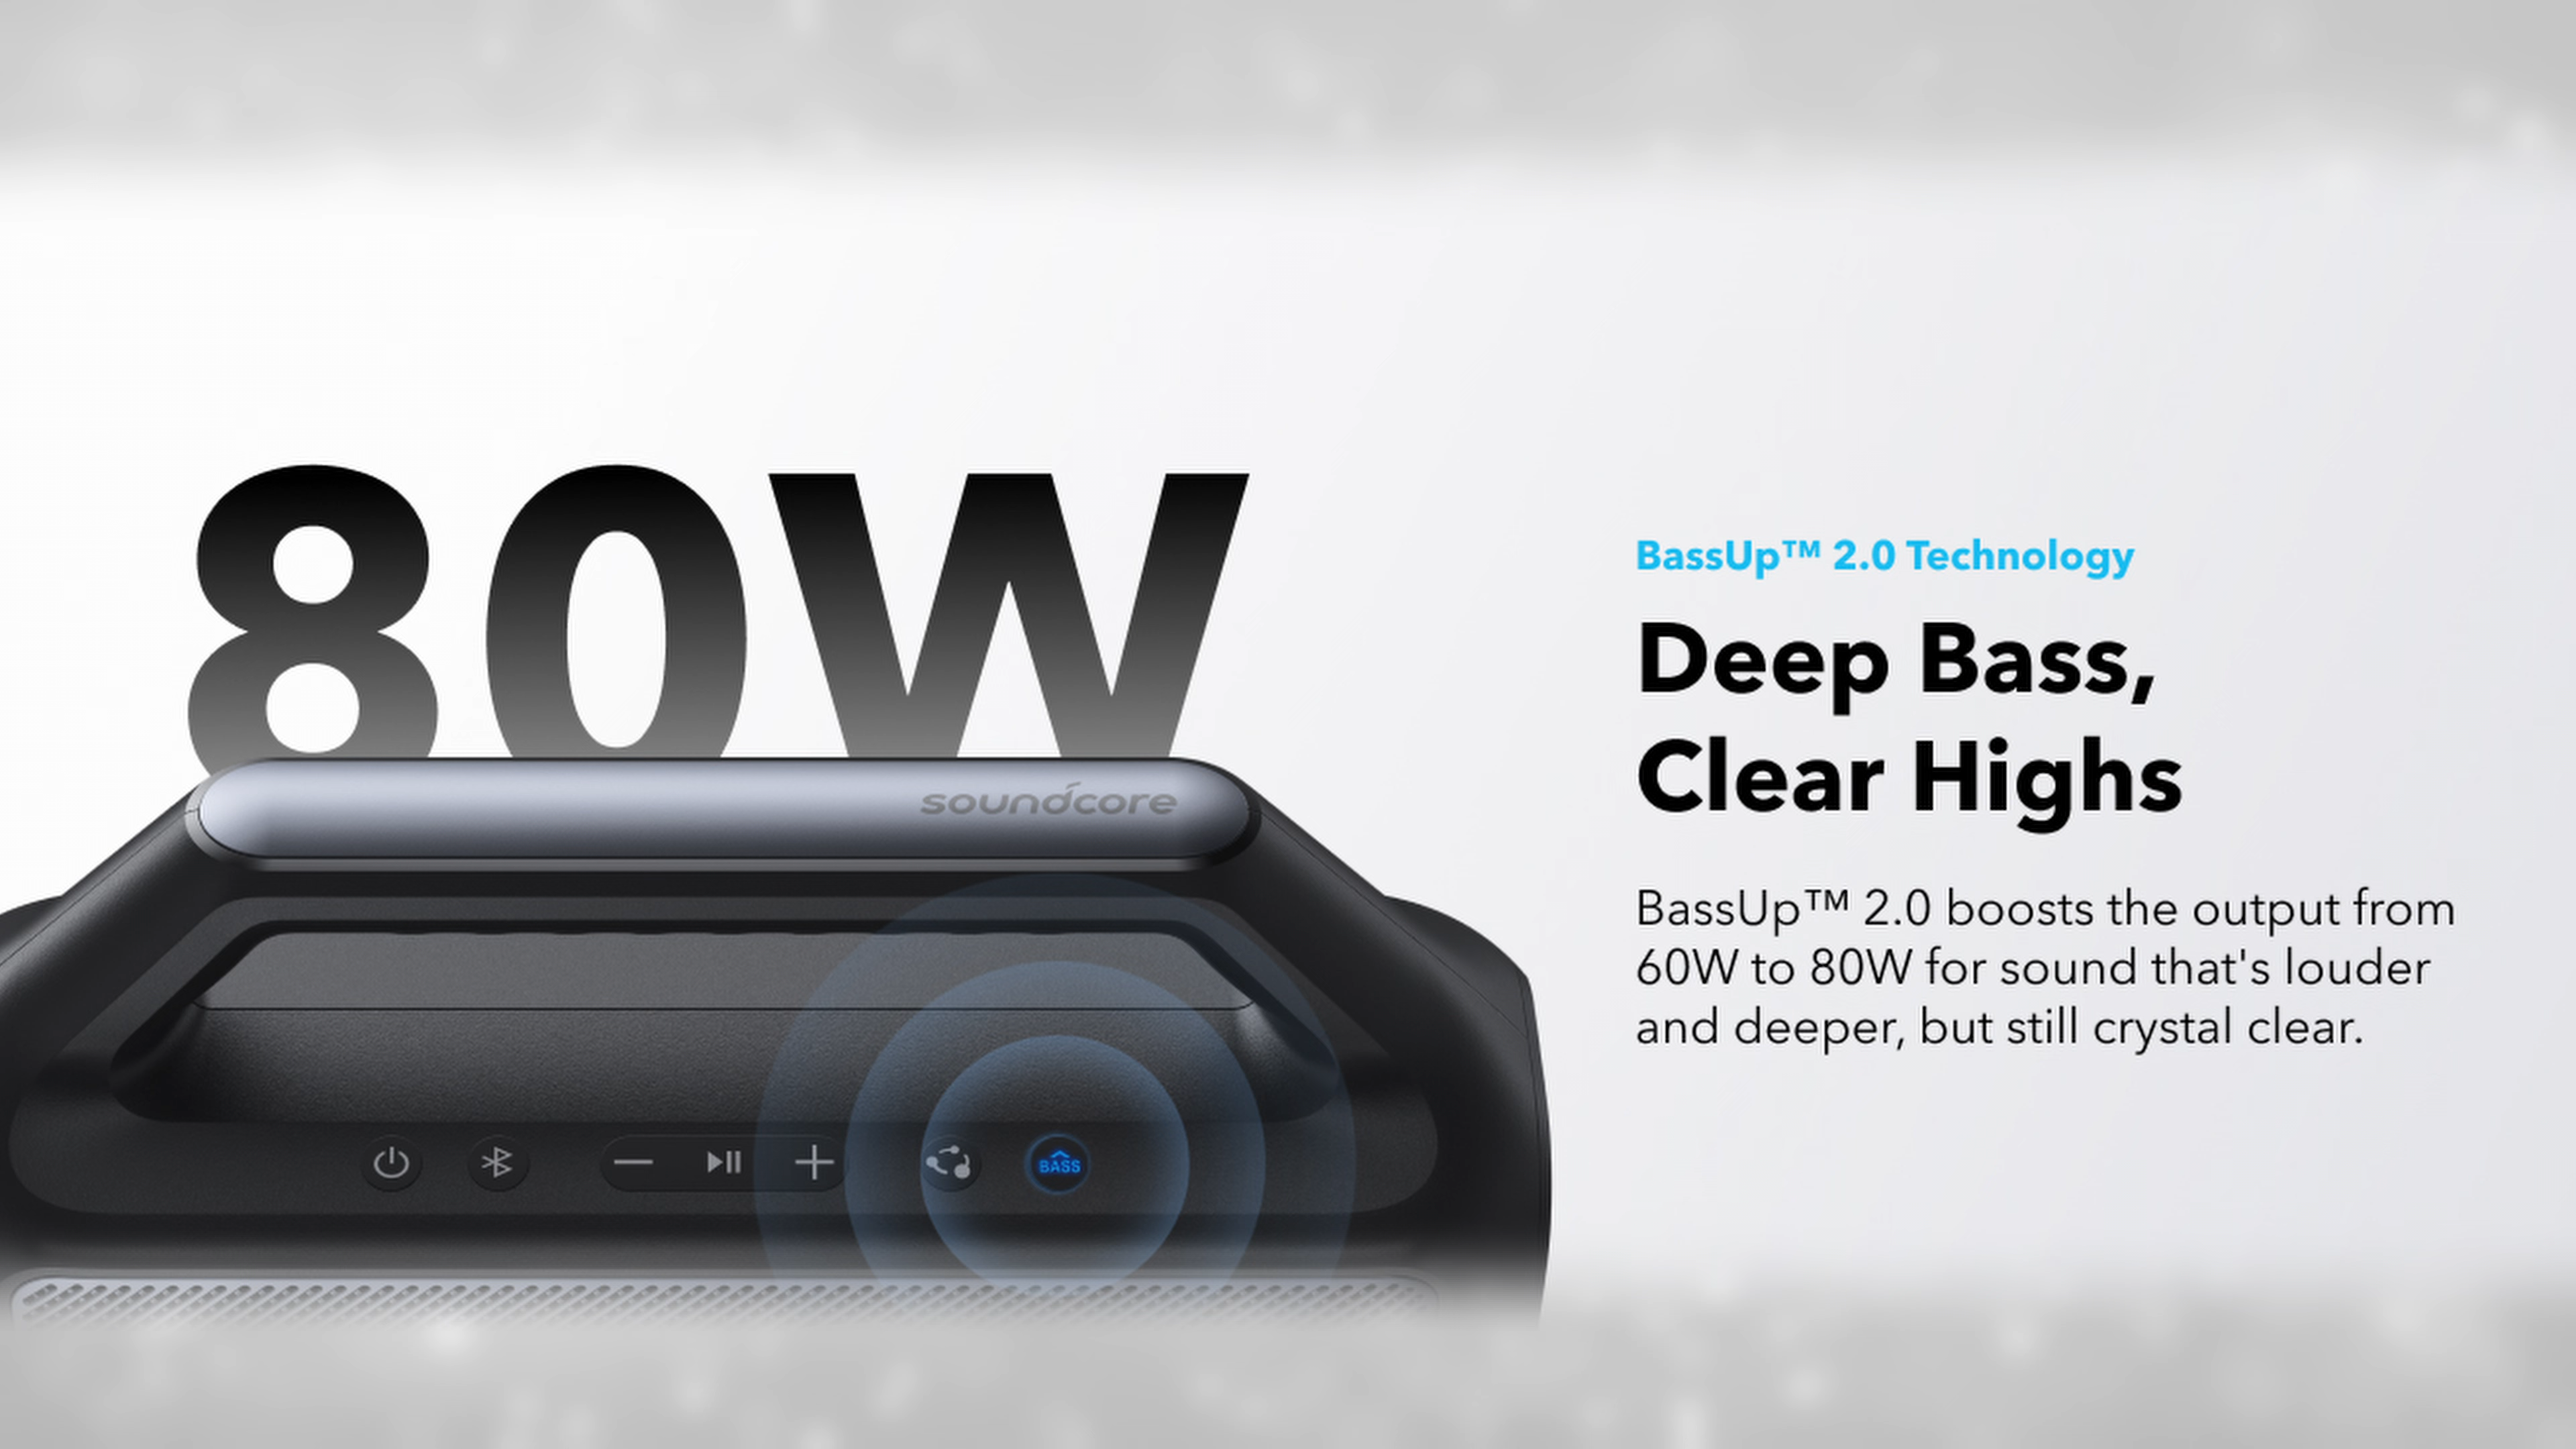 80W
soundcore
BASS
BassUp™ 2.0 Technology
Deep Bass,
Clear Highs
BassUp™ 2.0 boosts the output from
60W to 80W for sound that's louder
and deeper, but still crystal clear.